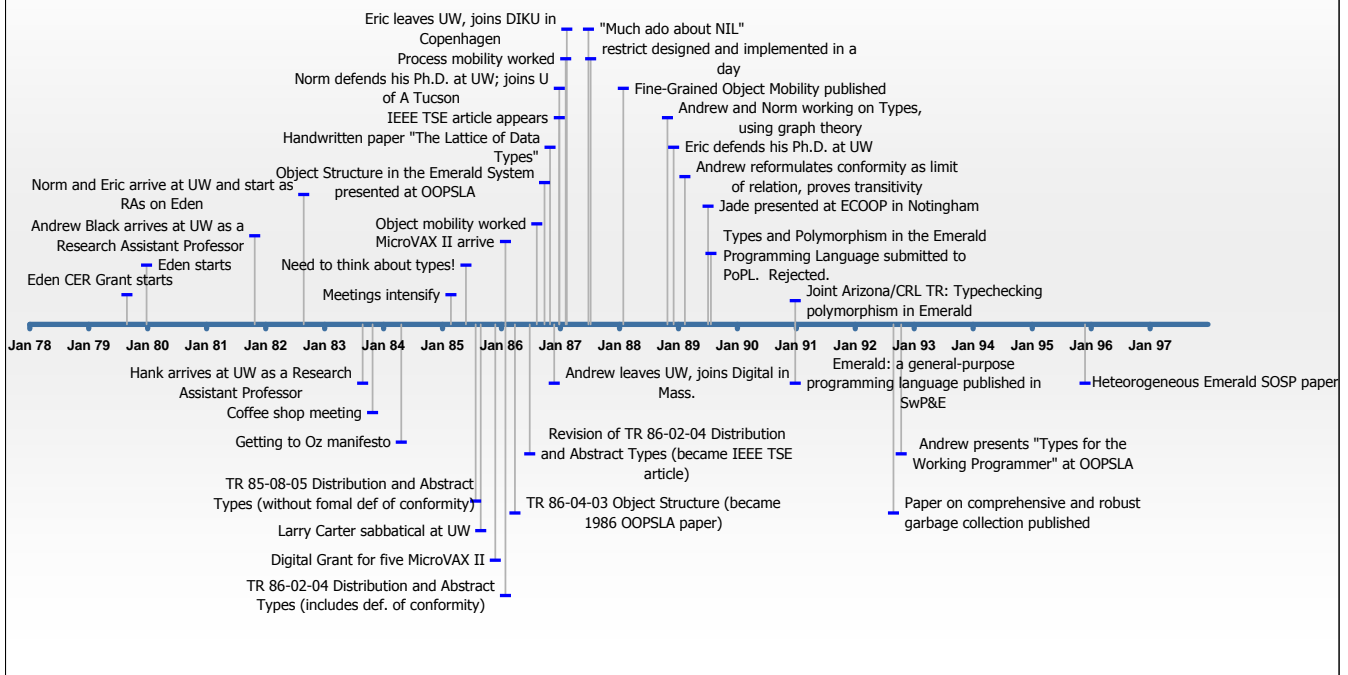 Eric leaves UW, joins DIKU in
Copenhagen
"Much ado about NIL"
restrict designed and implemented in a
day
Process mobility worked
Norm defends his Ph.D. at UW; joins U
of A Tucson
Fine-Grained Object Mobility published
IEEE TSE article appears
Andrew and Norm working on Types,
using graph theory
Handwritten paper "The Lattice of Data
Types"
Eric defends his Ph.D. at UW
Object Structure in the Emerald System
presented at OOPSLA
Andrew reformulates conformity as limit
of relation, proves transitivity
Norm and Eric arrive at UW and start as
RAs on Eden
Jade presented at ECOOP in Notingham
Andrew Black arrives at UW as a
Research Assistant Professor
Object mobility worked
MicroVAX II arrive
Types and Polymorphism in the Emerald
Programming Language submitted to
PoPL. Rejected.
Eden starts
Need to think about types!
Eden CER Grant starts
Meetings intensify
Joint Arizona/CRL TR: Typechecking
polymorphism in Emerald
Jan 78 Jan 79 Jan 80 Jan 81 Jan 82 Jan 83 Jan 84 Jan 85 Jan 86 Jan 87 Jan 88 Jan 89 Jan 90 Jan 91 Jan 92 Jan 93 Jan 94 Jan 95 Jan 96 Jan 97
Hank arrives at UW as a Research
Assistant Professor
Andrew leaves UW, joins Digital in
Mass.
Emerald: a general-purpose
programming language published in
SwP&E
Heteorogeneous Emerald SOSP paper
Coffee shop meeting
Getting to Oz manifesto
Revision of TR 86-02-04 Distribution
and Abstract Types (became IEEE TSE
article)
Andrew presents "Types for the
Working Programmer" at OOPSLA
TR 85-08-05 Distribution and Abstract
Types (without fomal def of conformity)
TR 86-04-03 Object Structure (became
1986 OOPSLA paper)
Paper on comprehensive and robust
garbage collection published
Larry Carter sabbatical at UW
Digital Grant for five MicroVAX II
TR 86-02-04 Distribution and Abstract
Types (includes def. of conformity)